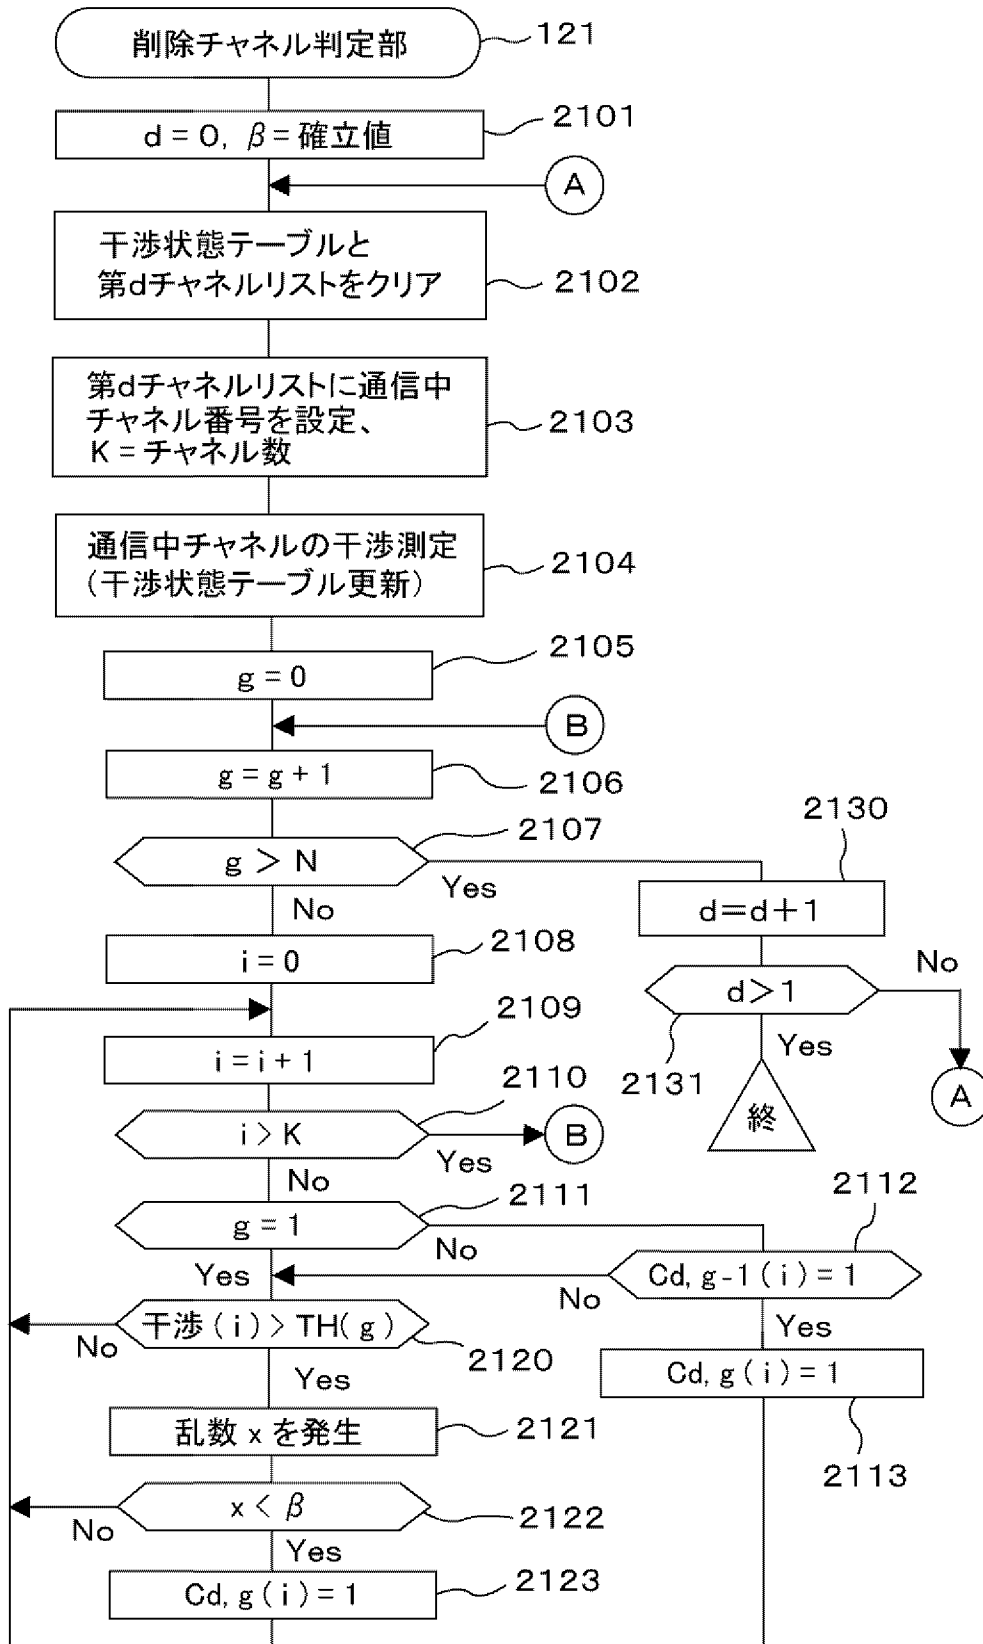 削除チャネル判定部
121
d = 0, β = 確立値
2101
A
干渉状態テーブルと
第dチャネルリストをクリア
2102
第dチャネルリストに通信中
チャネル番号を設定、
K = チャネル数
2103
通信中チャネルの干渉測定
(干渉状態テーブル更新)
2104
g = 0
2105
B
g = g + 1
2106
g > N
2107
Yes
No
2130
d=d+1
i = 0
2108
d>1
No
2131
Yes
終
A
i = i + 1
2109
i > K
2110
Yes
B
No
g = 1
2111
No
Yes
2112
Cd, g-1 (i) = 1
No
Yes
干渉 (i) > TH( g )
No
2120
Yes
Cd, g (i) = 1
2113
乱数 x を発生
2121
x < β
No
2122
Yes
Cd, g (i) = 1
2123